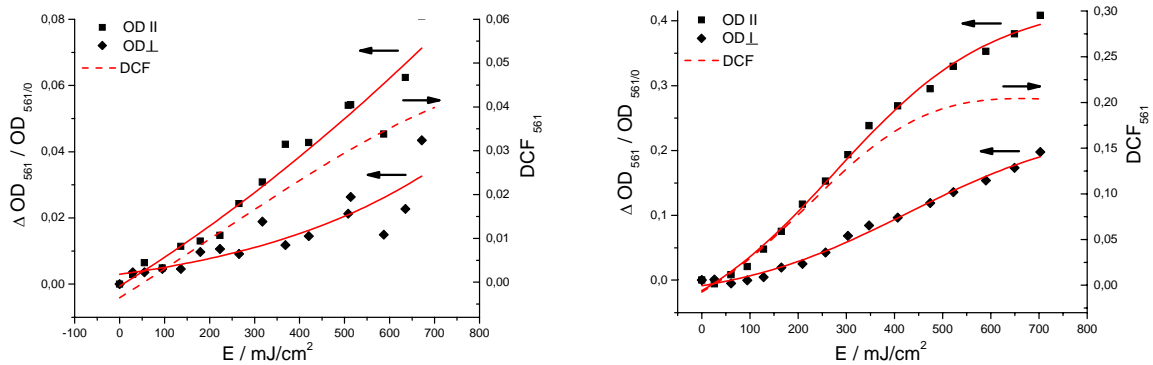 0,08
0,06
0,04
0,02
0,00
Δ OD 561 / OD 561/0
OD ||
OD⊥
DCF
0,06
0,05
0,04
0,03
0,02
0,01
0,00
DCF 561
-100 0 100 200 300 400 500 600 700 800
E / mJ/cm²
0,4
0,3
0,2
0,1
0,0
Δ OD 561 / OD 561/0
OD ||
OD⊥
DCF
0,30
0,25
0,20
0,15
0,10
0,05
0,00
DCF 561
0 100 200 300 400 500 600 700 800
E / mJ/cm²